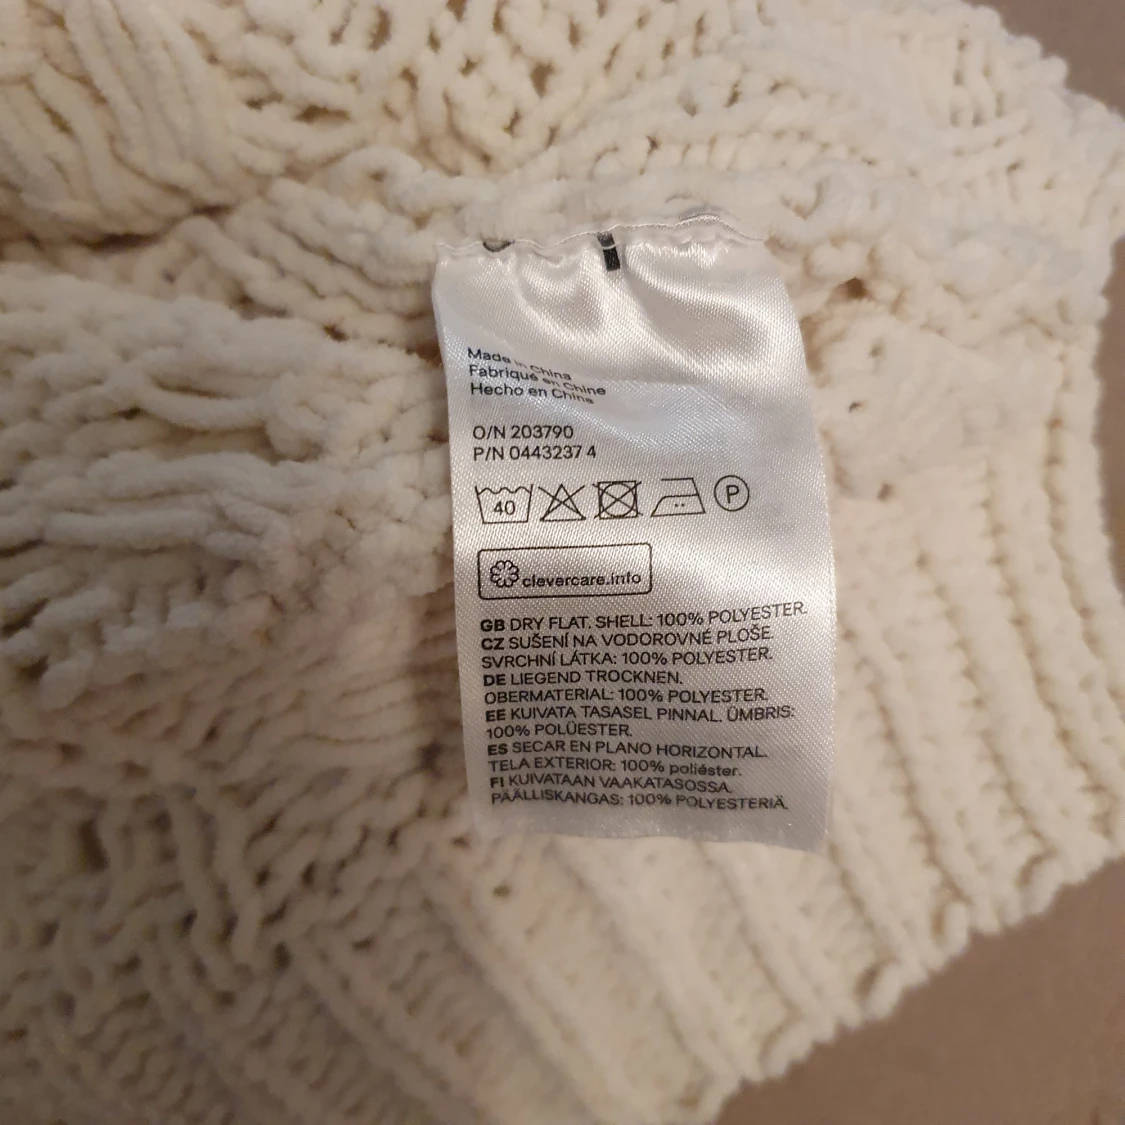 Made in China
Fabriqué en Chine
Hecho en China
O/N 203790
P/N 0443237 4
40
P
clevercare.info
GB DRY FLAT. SHELL: 100% POLYESTER.
CZ SUŠENÍ NA VODOROVNÉ PLOŠE.
SVRCHNÍ LÁTKA: 100% POLYESTER.
DE LIEGEND TROCKNEN.
OBERMATERIAL: 100% POLYESTER.
EE KUIVATA TASASEL PINNAL. ÜMBRIS:
100% POLÜESTER.
ES SECAR EN PLANO HORIZONTAL.
TELA EXTERIOR: 100% poliéster.
FI KUIVATAAN VAAKATASOSSA.
PÄÄLLISKANGAS: 100% POLYESTERIÄ.